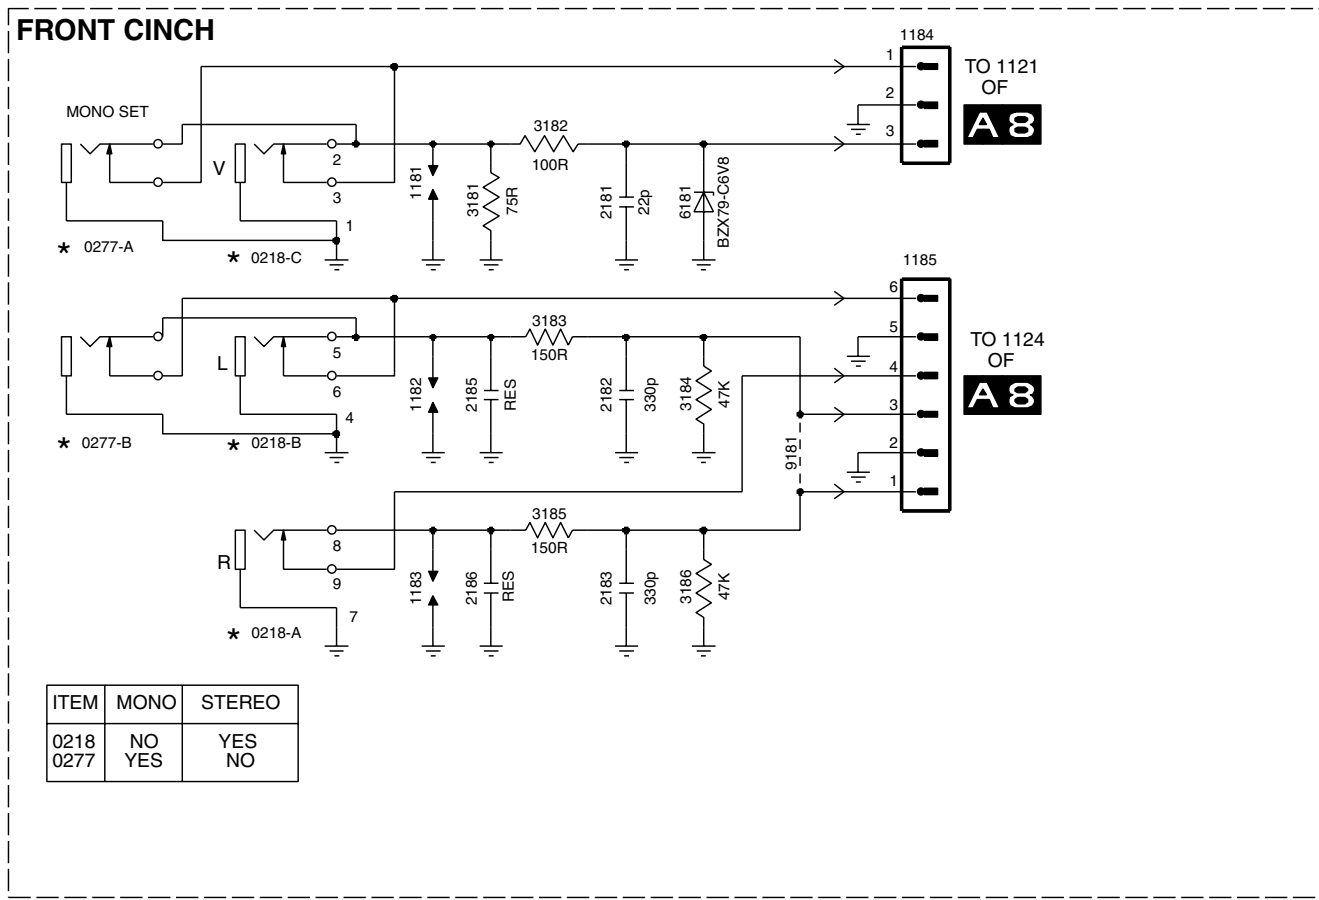 FRONT CINCH
1184
1
TO 1121
OF
A 8
2
3
MONO SET
V
2
3
1
3182
100R
1181
3181
75R
2181
22p
6181
BZX79-C6V8
* 0277-A
* 0218-C
1185
6
5
4
3
2
1
TO 1124
OF
A 8
L
5
6
4
3183
150R
1182
2185
RES
2182
330p
3184
47K
9181
* 0277-B
* 0218-B
R
8
9
7
3185
150R
1183
2186
RES
2183
330p
3186
47K
* 0218-A
ITEM MONO STEREO
0218 NO YES
0277 YES NO